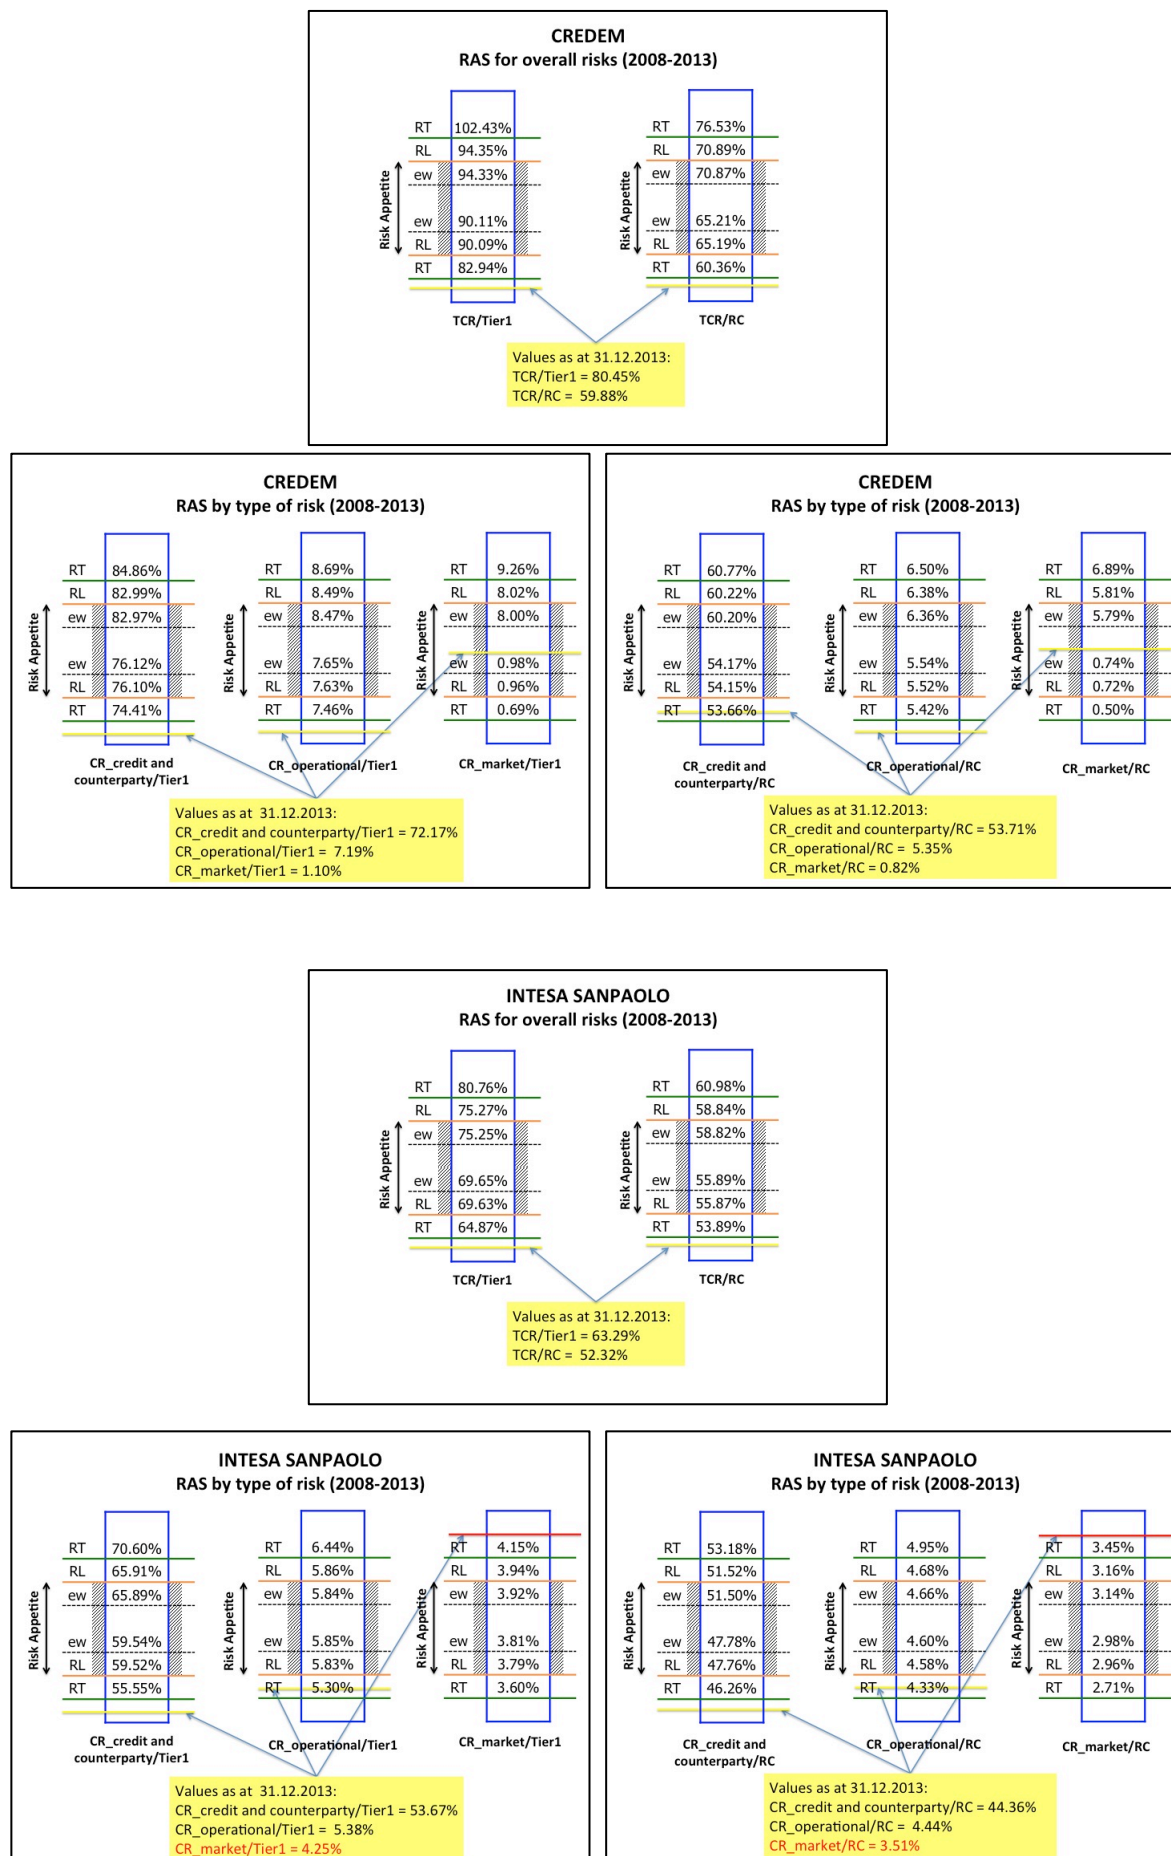 CREDEM
RAS for overall risks (2008-2013)
RT 102.43% RT 76.53%
RL 94.35% RL 70.89%
ew 94.33% ew 70.87%
Risk Appetite Risk Appetite
ew 90.11% ew 65.21%
RL 90.09% RL 65.19%
RT 82.94% RT 60.36%
TCR/Tier1 TCR/RC
Values as at 31.12.2013:
TCR/Tier1 = 80.45%
TCR/RC = 59.88%
CREDEM
RAS by type of risk (2008-2013)
RT 84.86% RT 8.69% RT 9.26%
RL 82.99% RL 8.49% RL 8.02%
ew 82.97% ew 8.47% ew 8.00%
Risk Appetite Risk Appetite Risk Appetite
ew 76.12% ew 7.65% ew 0.98%
RL 76.10% RL 7.63% RL 0.96%
RT 74.41% RT 7.46% RT 0.69%
CR_credit and CR_operational/Tier1 CR_market/Tier1
counterparty/Tier1
Values as at 31.12.2013:
CR_credit and counterparty/Tier1 = 72.17%
CR_operational/Tier1 = 7.19%
CR_market/Tier1 = 1.10%
CREDEM
RAS by type of risk (2008-2013)
RT 60.77% RT 6.50% RT 6.89%
RL 60.22% RL 6.38% RL 5.81%
ew 60.20% ew 6.36% ew 5.79%
Risk Appetite Risk Appetite Risk Appetite
ew 54.17% ew 5.54% ew 0.74%
RL 54.15% RL 5.52% RL 0.72%
RT 53.66% RT 5.42% RT 0.50%
CR_credit and CR_operational/RC CR_market/RC
counterparty/RC
Values as at 31.12.2013:
CR_credit and counterparty/RC = 53.71%
CR_operational/RC = 5.35%
CR_market/RC = 0.82%
INTESA SANPAOLO
RAS for overall risks (2008-2013)
RT 80.76% RT 60.98%
RL 75.27% RL 58.84%
ew 75.25% ew 58.82%
Risk Appetite Risk Appetite
ew 69.65% ew 55.89%
RL 69.63% RL 55.87%
RT 64.87% RT 53.89%
TCR/Tier1 TCR/RC
Values as at 31.12.2013:
TCR/Tier1 = 63.29%
TCR/RC = 52.32%
INTESA SANPAOLO
RAS by type of risk (2008-2013)
RT 70.60% RT 6.44% RT 4.15%
RL 65.91% RL 5.86% RL 3.94%
ew 65.89% ew 5.84% ew 3.92%
Risk Appetite Risk Appetite Risk Appetite
ew 59.54% ew 5.85% ew 3.81%
RL 59.52% RL 5.83% RL 3.79%
RT 55.55% RT 5.30% RT 3.60%
CR_credit and CR_operational/Tier1 CR_market/Tier1
counterparty/Tier1
Values as at 31.12.2013:
CR_credit and counterparty/Tier1 = 53.67%
CR_operational/Tier1 = 5.38%
CR_market/Tier1 = 4.25%
INTESA SANPAOLO
RAS by type of risk (2008-2013)
RT 53.18% RT 4.95% RT 3.45%
RL 51.52% RL 4.68% RL 3.16%
ew 51.50% ew 4.66% ew 3.14%
Risk Appetite Risk Appetite Risk Appetite
ew 47.78% ew 4.60% ew 2.98%
RL 47.76% RL 4.58% RL 2.96%
RT 46.26% RT 4.33% RT 2.71%
CR_credit and CR_operational/RC CR_market/RC
counterparty/RC
Values as at 31.12.2013:
CR_credit and counterparty/RC = 44.36%
CR_operational/RC = 4.44%
CR_market/RC = 3.51%